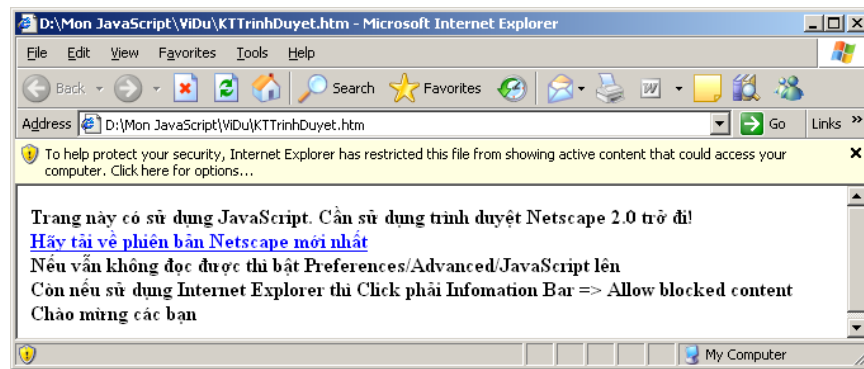 D:\Mon JavaScript\ViDu\KTTrinhDuyet.htm - Microsoft Internet Explorer
File Edit View Favorites Tools Help
Back Search Favorites
Address D:\Mon JavaScript\ViDu\KTTrinhDuyet.htm Go Links »
To help protect your security, Internet Explorer has restricted this file from showing active content that could access your
computer. Click here for options...
Trang này có sử dụng JavaScript. Cần sử dụng trình duyệt Netscape 2.0 trở đi!
Hãy tải về phiên bản Netscape mới nhất
Nếu vẫn không đọc được thì bật Preferences/Advanced/JavaScript lên
Còn nếu sử dụng Internet Explorer thì Click phải Infomation Bar => Allow blocked content
Chào mừng các bạn
My Computer